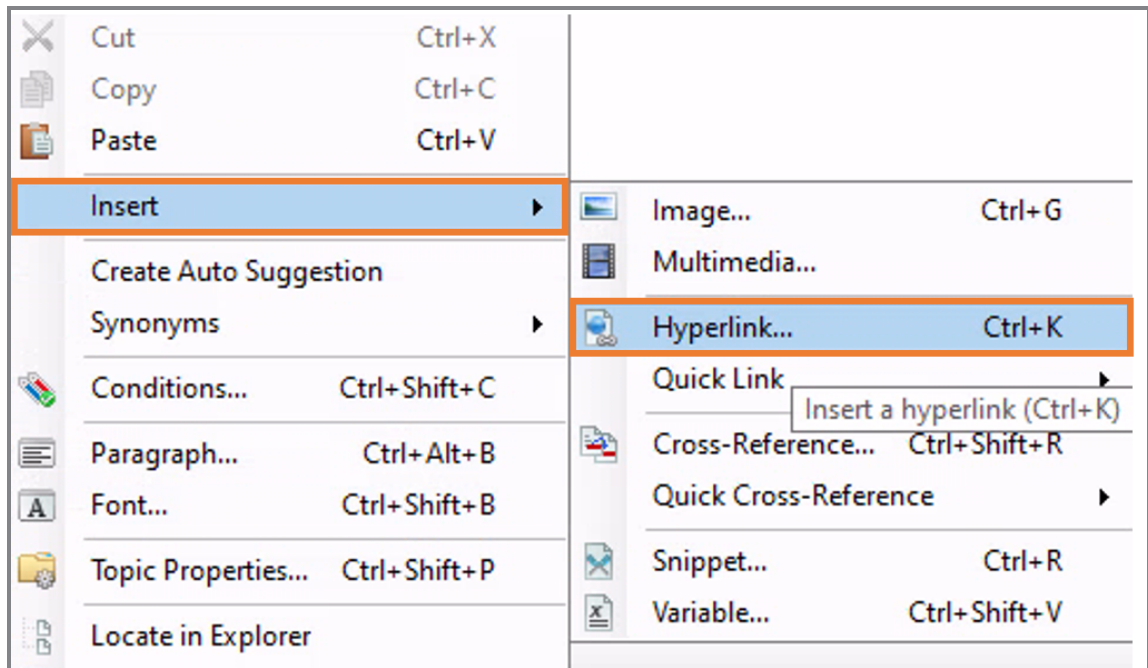 Cut Ctrl+X
Copy Ctrl+C
Paste Ctrl+V
Insert
Create Auto Suggestion
Synonyms
Conditions... Ctrl+Shift+C
Paragraph... Ctrl+Alt+B
Font... Ctrl+Shift+B
Topic Properties... Ctrl+Shift+P
Locate in Explorer
Image... Ctrl+G
Multimedia...
Hyperlink... Ctrl+K
Quick Link
Insert a hyperlink (Ctrl+K)
Cross-Reference... Ctrl+Shift+R
Quick Cross-Reference
Snippet... Ctrl+R
Variable... Ctrl+Shift+V